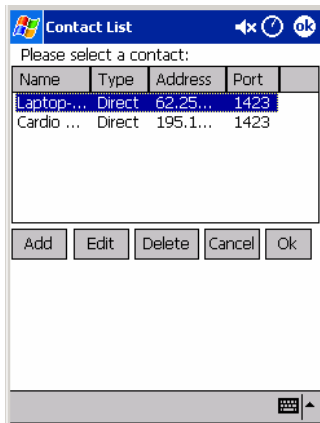 Contact List ok
Please select a contact:
Name Type Address Port
Laptop-... Direct 62.25... 1423
Cardio ... Direct 195.1... 1423
Add Edit Delete Cancel Ok